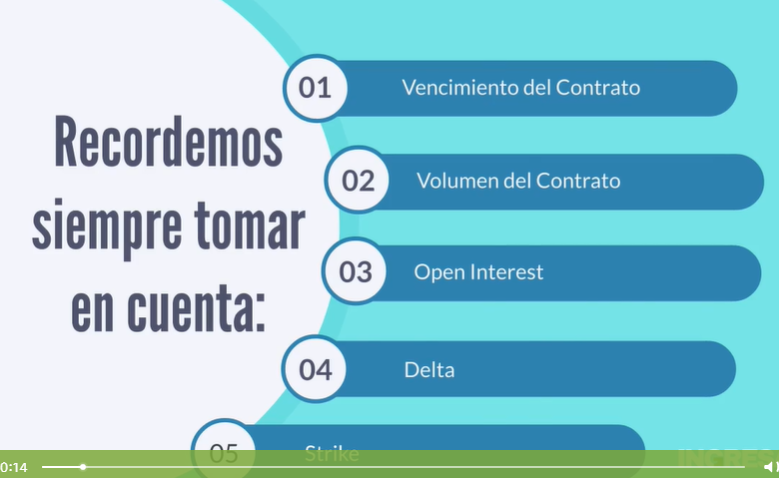 Recordemos
siempre tomar
en cuenta:
01 Vencimiento del Contrato
02 Volumen del Contrato
03 Open Interest
04 Delta
05 Strike
0:14